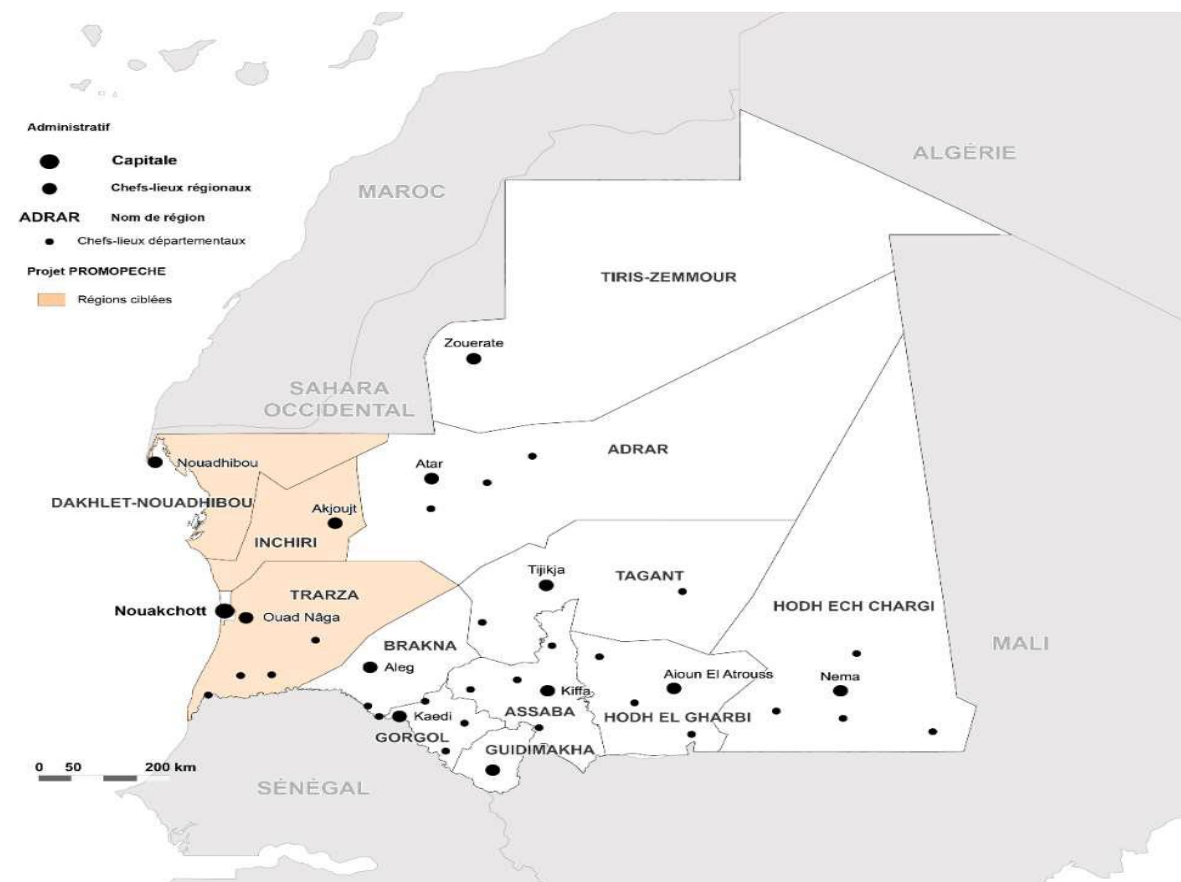 Administratif
Capitale
Chefs-lieux régionaux
ADRAR Nom de région
Chefs-lieux départementaux
Projet PROMOPECHE
Régions ciblées
ALGÉRIE
MAROC
TIRIS-ZEMMOUR
Zouerate
SAHARA
OCCIDENTAL
ADRAR
Nouadhibou
Atar
DAKHLET-NOUADHIBOU
Akjoujt
INCHIRI
Tijikja
TAGANT
TRARZA
HODH ECH CHARGI
Nouakchott
Ouad Nâga
BRAKNA
MALI
Aleg
Aioun El Atrouss
Nema
Kiffa
ASSABA
HODH EL GHARBI
Kaedi
GORGOL
GUIDIMAKHA
0 50 200 km
SÉNÉGAL